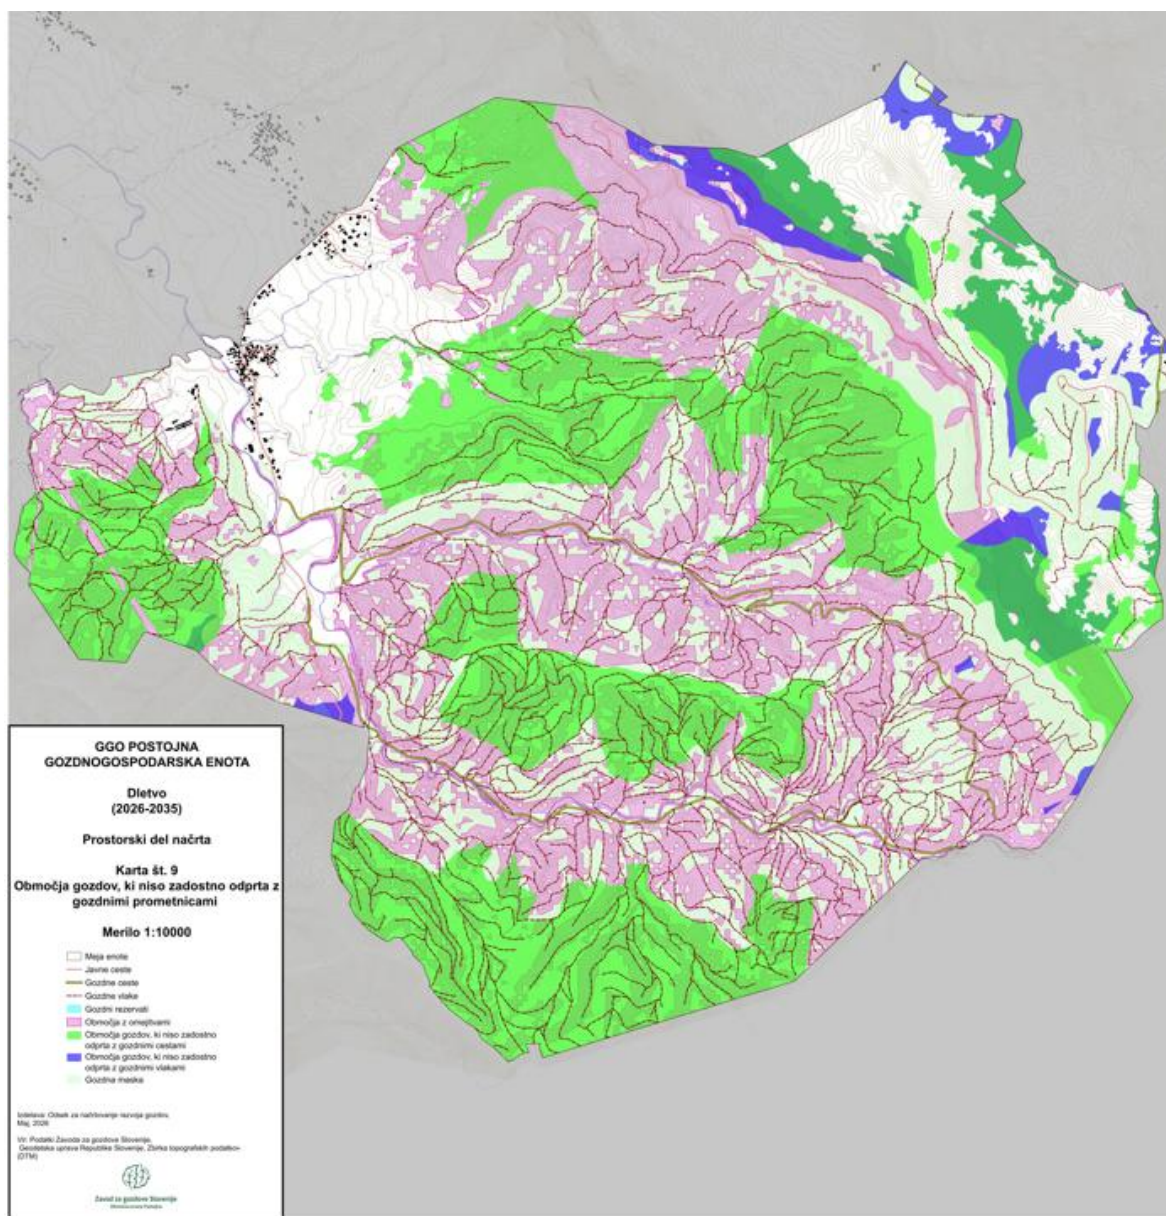 GGO POSTOJNA
GOZDNOGOSPODARSKA ENOTA
Dletvo
(2026-2035)
Prostorski del načrta
Karta št. 9
Območja gozdov, ki niso zadostno odprta z
gozdnimi prometnicami
Merilo 1:10000
Meja enote
Javne ceste
Gozdne ceste
Gozdne vlake
Gozdni rezervati
Območja z omejitvami
Območja gozdov, ki niso zadostno
odprta z gozdnimi cestami
Območja gozdov, ki niso zadostno
odprta z gozdnimi vlakami
Gozdna maska
Izdelava: Odsek za načrtovanje razvoja gozdov,
Maj, 2026
Vir: Podatki Zavoda za gozdove Slovenije,
Geodetska uprava Republike Slovenije, Zbirka topografskih podatkov-
(DTM)
Zavod za gozdove Slovenije
Območna enota Postojna